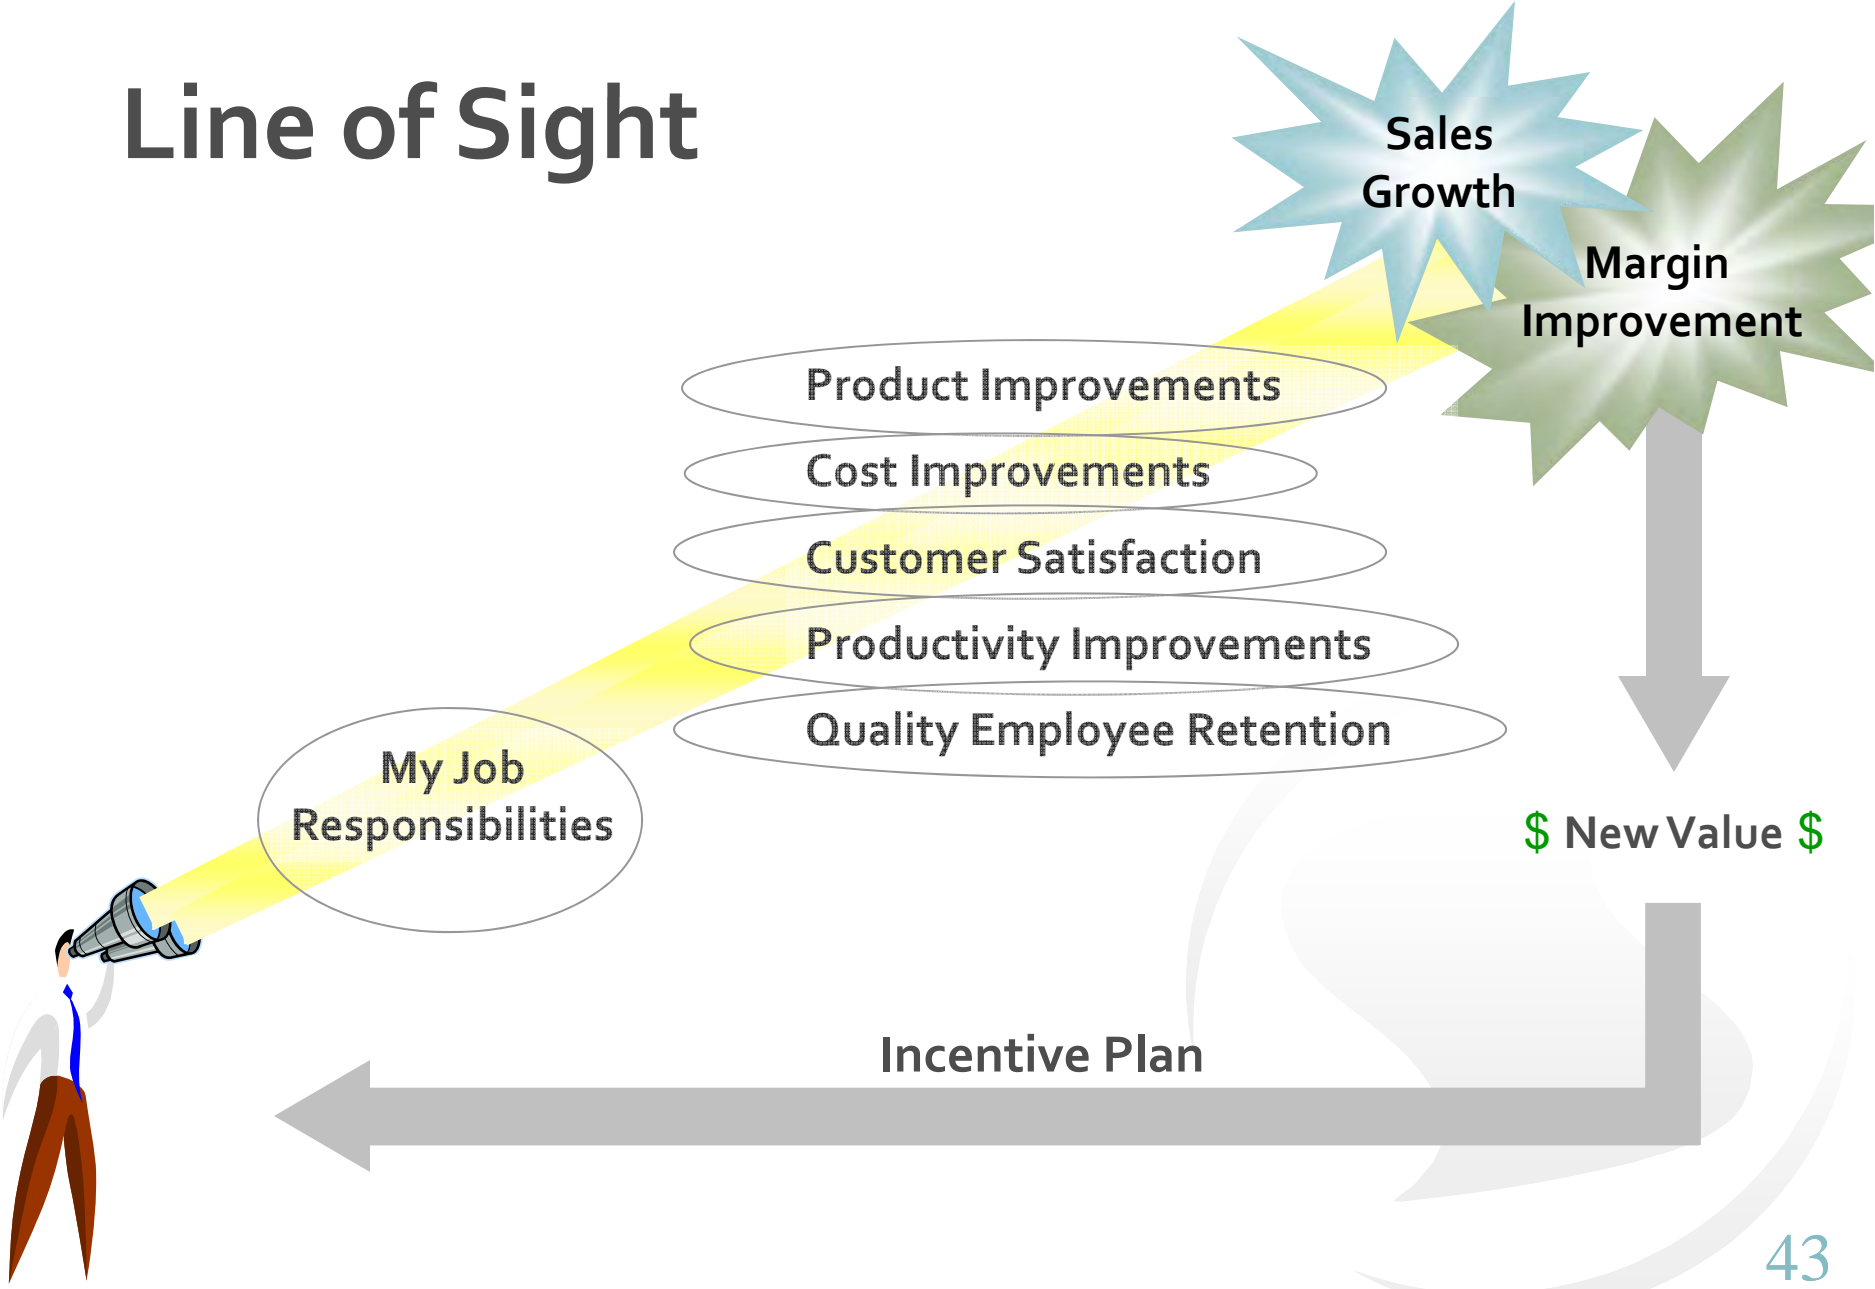 Line of Sight
Sales
Growth
Margin
Improvement
Product Improvements
Cost Improvements
Customer Satisfaction
Productivity Improvements
Quality Employee Retention
My Job
Responsibilities
$ New Value $
Incentive Plan
43